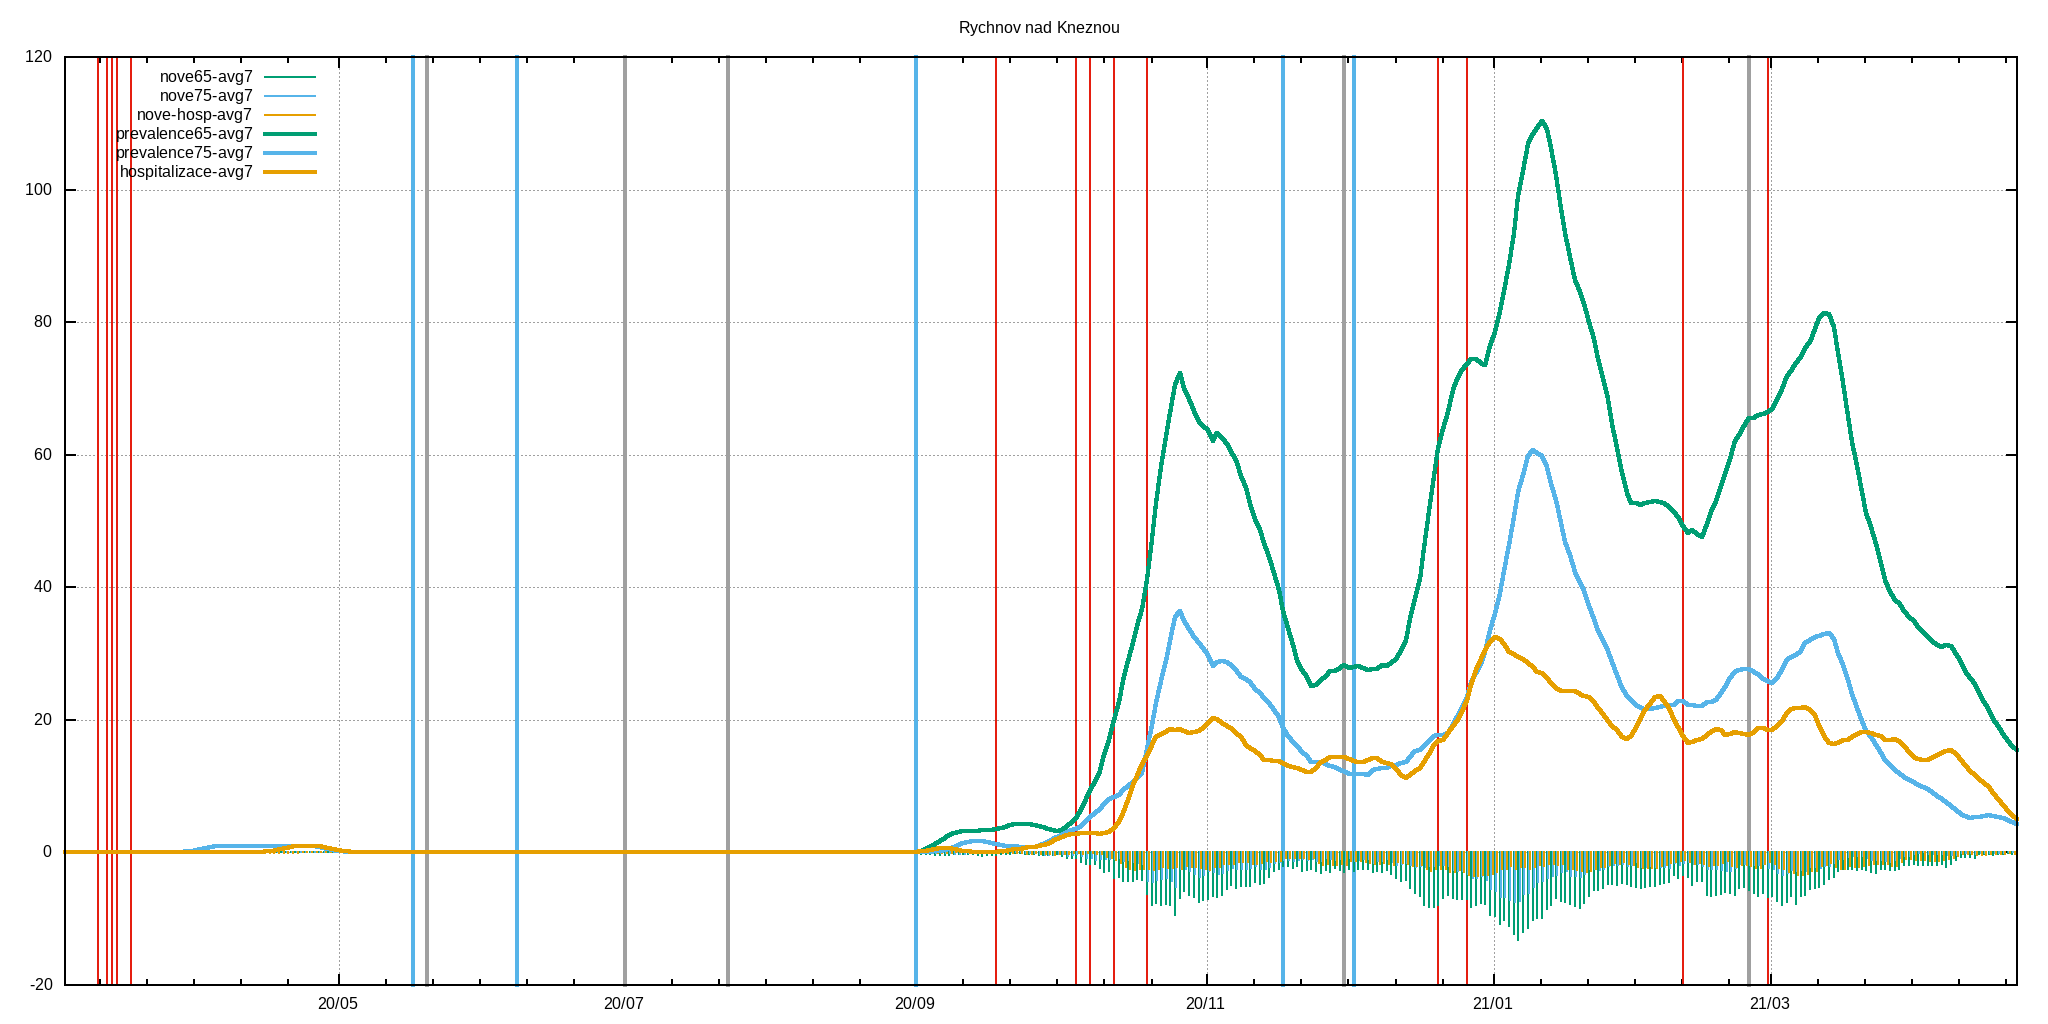 Rychnov nad Kneznou
120
100
80
60
40
20
0
-20
nove65-avg7
nove75-avg7
nove-hosp-avg7
prevalence65-avg7
prevalence75-avg7
hospitalizace-avg7
20/05
20/07
20/09
20/11
21/01
21/03